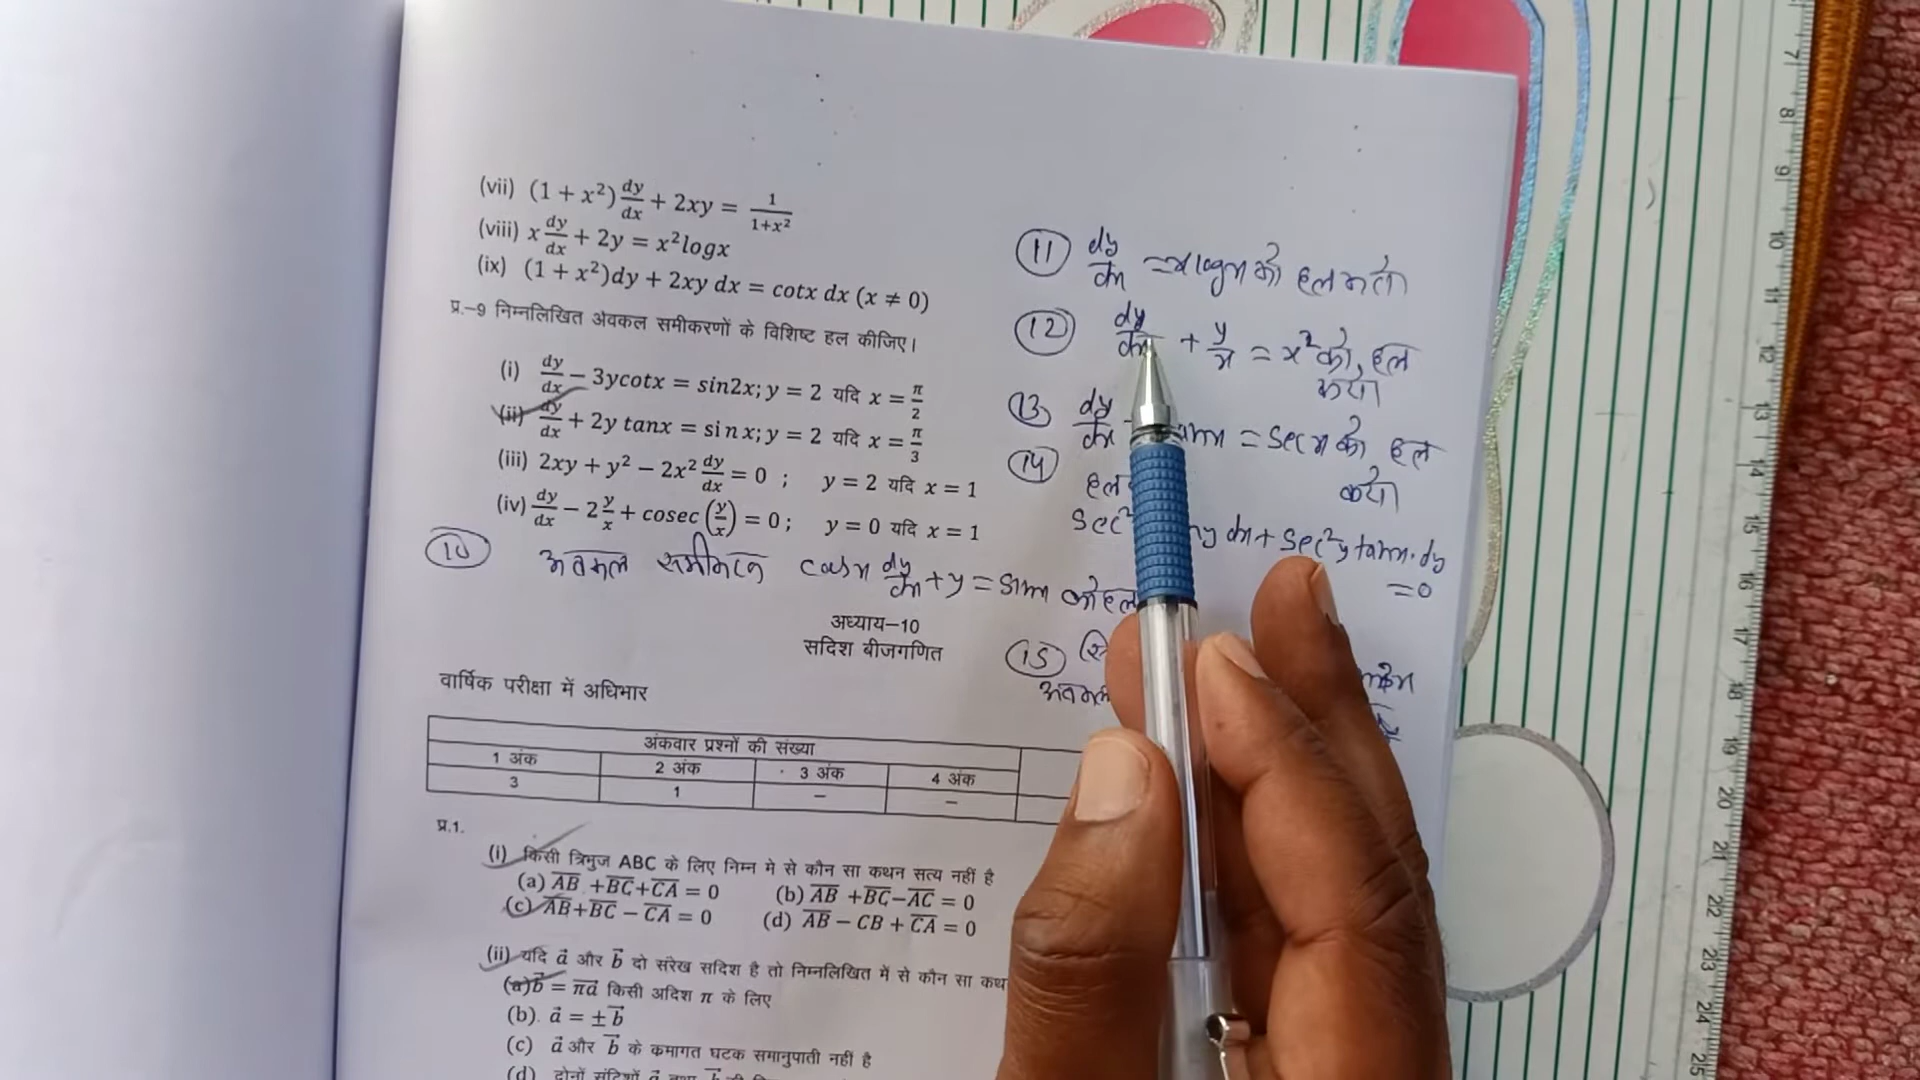 (vii) (1 + x²) dy/dx + 2xy = 1/(1+x²)
(viii) x dy/dx + 2y = x²logx
(ix) (1 + x²)dy + 2xy dx = cotx dx (x ≠ 0)
प्र.–9 निम्नलिखित अवकल समीकरणों के विशिष्ट हल कीजिए।
(i) dy/dx − 3ycotx = sin2x; y = 2 यदि x = π/2
(ii) dy/dx + 2y tanx = sin x; y = 2 यदि x = π/3
(iii) 2xy + y² − 2x² dy/dx = 0 ; y = 2 यदि x = 1
(iv) dy/dx − 2 y/x + cosec (y/x) = 0; y = 0 यदि x = 1
10 अवकल समीकरण cosx dy/dx + y = sinx को हल
11 dy/dx = xlogx को हल करो
12 dy/dx + y/x = x² को हल
करो
13 dy/dx = secx को हल
करो
14 हल
sec² y dx + sec²y tanx. dy
= 0
15
अवकल
अध्याय–10
सदिश बीजगणित
वार्षिक परीक्षा में अधिभार
अंकवार प्रश्नों की संख्या
1 अंक 2 अंक 3 अंक 4 अंक
3 1 – –
प्र.1.
(i) किसी त्रिभुज ABC के लिए निम्न मे से कौन सा कथन सत्य नहीं है
(a) AB +BC+CA = 0 (b) AB +BC−AC = 0
(c) AB+BC − CA = 0 (d) AB − CB + CA = 0
(ii) यदि a⃗ और b⃗ दो संरेख सदिश है तो निम्नलिखित में से कौन सा कथ
(a) b⃗ = πa⃗ किसी अदिश π के लिए
(b). a⃗ = ±b⃗
(c) a⃗ और b⃗ के कमागत घटक समानुपाती नहीं है
(d) दोनों